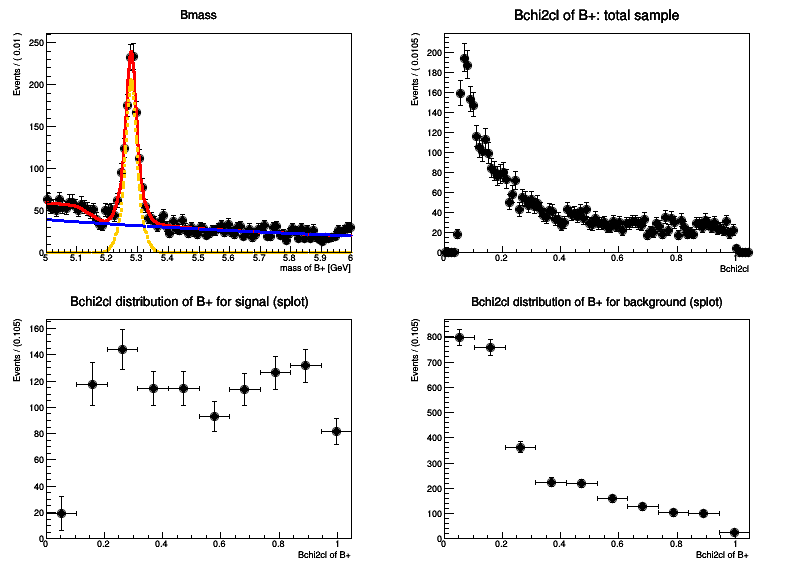 Bmass
Events / ( 0.01 )
250
200
150
100
50
0
5 5.1 5.2 5.3 5.4 5.5 5.6 5.7 5.8 5.9 6
mass of B+ [GeV]
Bchi2cl of B+: total sample
Events / ( 0.0105 )
200
180
160
140
120
100
80
60
40
20
0
0 0.2 0.4 0.6 0.8 1
Bchi2cl
Bchi2cl distribution of B+ for signal (splot)
Events / (0.105)
160
140
120
100
80
60
40
20
0
0 0.2 0.4 0.6 0.8 1
Bchi2cl of B+
Bchi2cl distribution of B+ for background (splot)
Events / (0.105)
800
700
600
500
400
300
200
100
0
0 0.2 0.4 0.6 0.8 1
Bchi2cl of B+